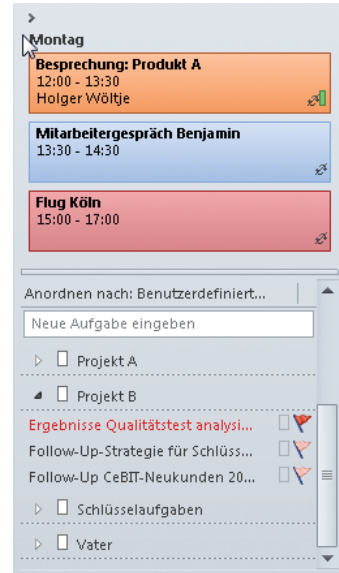 Montag
Besprechung: Produkt A
12:00 - 13:30
Holger Wöltje
Mitarbeitergespräch Benjamin
13:30 - 14:30
Flug Köln
15:00 - 17:00
Anordnen nach: Benutzerdefiniert...
Neue Aufgabe eingeben
Projekt A
Projekt B
Ergebnisse Qualitätstest analysi...
Follow-Up-Strategie für Schlüss...
Follow-Up CeBIT-Neukunden 20...
Schlüsselaufgaben
Vater